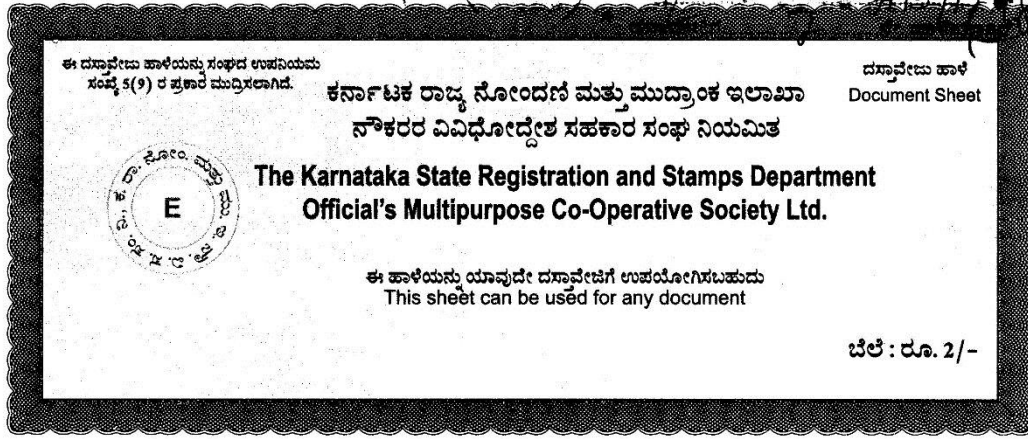 ಈ ದಸ್ತಾವೇಜು ಹಾಳೆಯನ್ನು ಸಂಘದ ಉಪನಿಯಮ
ಸಂಖ್ಯೆ 5(9) ರ ಪ್ರಕಾರ ಮುದ್ರಿಸಲಾಗಿದೆ.
ದಸ್ತಾವೇಜು ಹಾಳೆ
Document Sheet
ಕರ್ನಾಟಕ ರಾಜ್ಯ ನೋಂದಣಿ ಮತ್ತು ಮುದ್ರಾಂಕ ಇಲಾಖಾ
ನೌಕರರ ವಿವಿಧೋದ್ದೇಶ ಸಹಕಾರ ಸಂಘ ನಿಯಮಿತ
The Karnataka State Registration and Stamps Department
Official's Multipurpose Co-Operative Society Ltd.
E
ಈ ಹಾಳೆಯನ್ನು ಯಾವುದೇ ದಸ್ತಾವೇಜಿಗೆ ಉಪಯೋಗಿಸಬಹುದು
This sheet can be used for any document
ಬೆಲೆ : ರೂ. 2/-